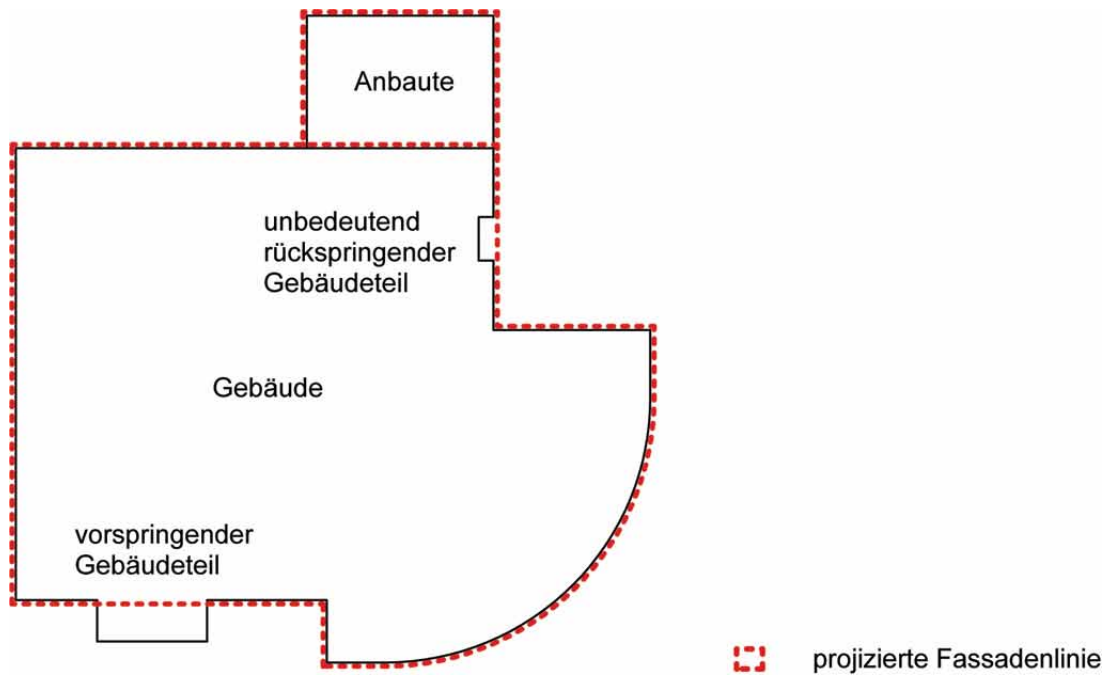 Anbaute
unbedeutend
rückspringender
Gebäudeteil
Gebäude
vorspringender
Gebäudeteil
projizierte Fassadenlinie